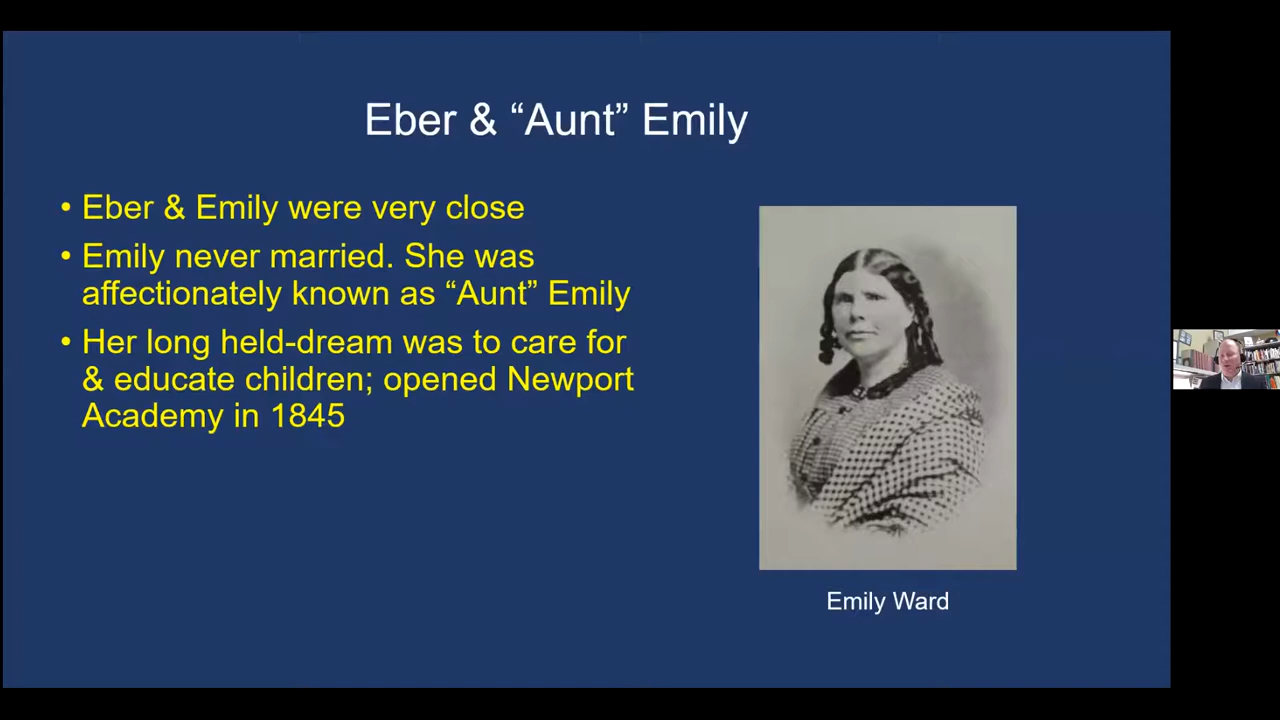 Eber & “Aunt” Emily
• Eber & Emily were very close
• Emily never married. She was
affectionately known as “Aunt” Emily
• Her long held-dream was to care for
& educate children; opened Newport
Academy in 1845
Emily Ward